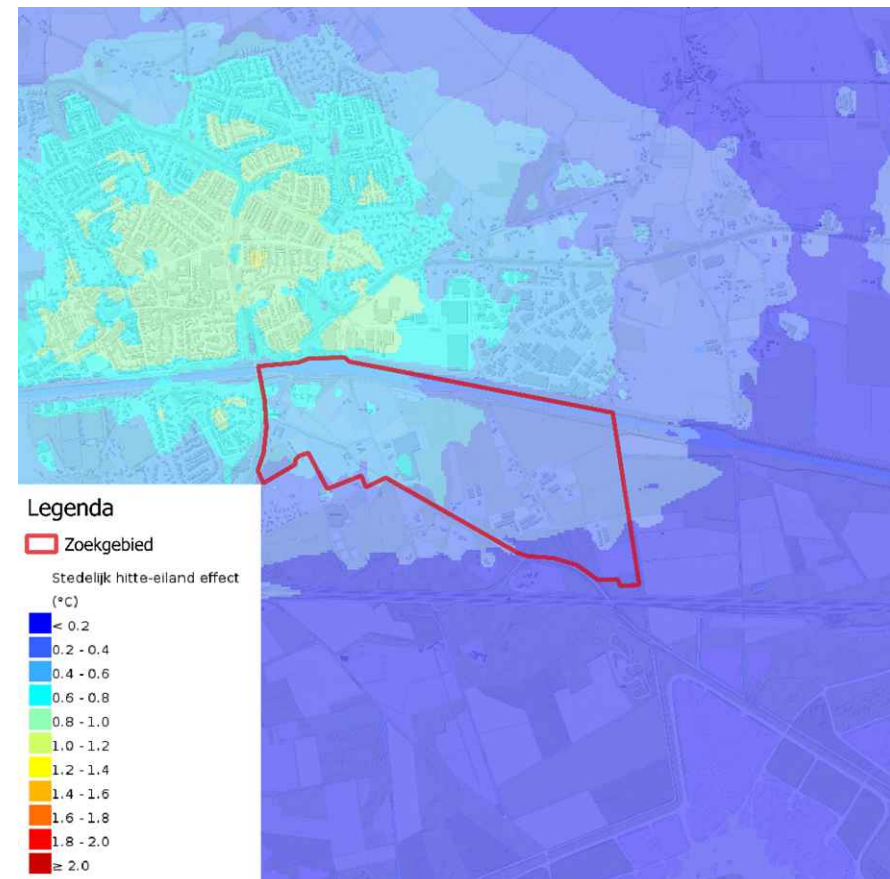 Legenda
Zoekgebied
Stedelijk hitte-eiland effect
(°C)
< 0.2
0.2 - 0.4
0.4 - 0.6
0.6 - 0.8
0.8 - 1.0
1.0 - 1.2
1.2 - 1.4
1.4 - 1.6
1.6 - 1.8
1.8 - 2.0
≥ 2.0